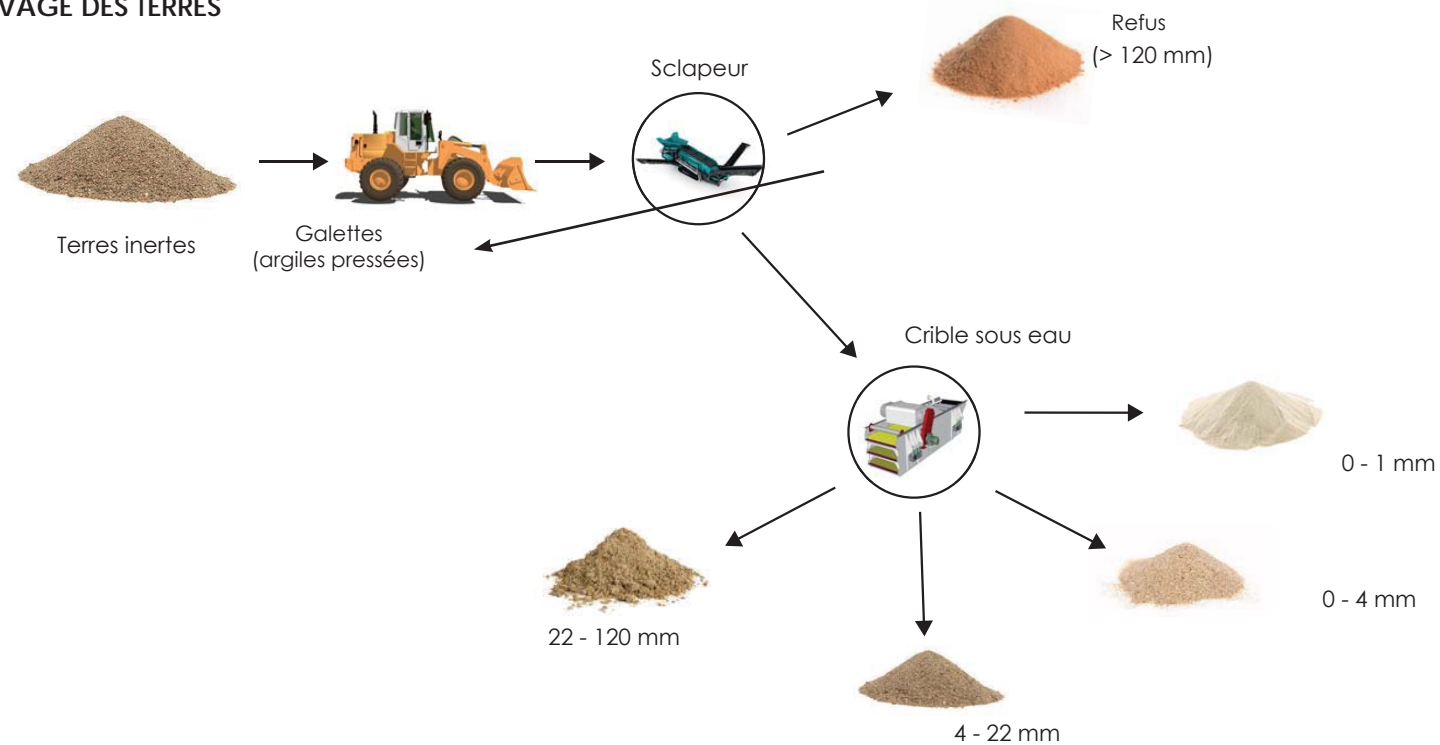 VAGE DES TERRES
Refus
(> 120 mm)
Sclapeur
Terres inertes
Galettes
(argiles pressées)
Crible sous eau
0 - 1 mm
0 - 4 mm
22 - 120 mm
4 - 22 mm